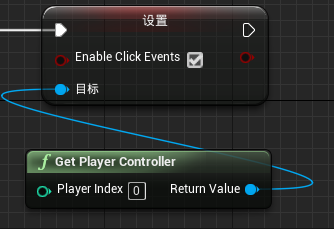 设置
Enable Click Events
目标
Get Player Controller
Player Index 0 Return Value